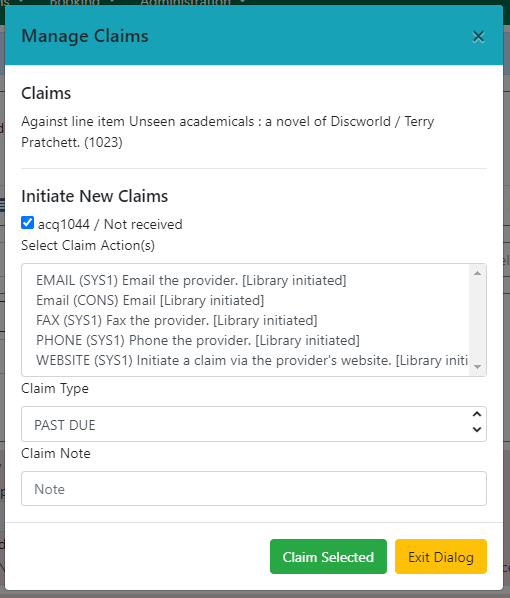 Booking
Administration
Manage Claims
×
Claims
Against line item Unseen academicals : a novel of Discworld / Terry
Pratchett. (1023)
Initiate New Claims
acq1044 / Not received
Select Claim Action(s)
EMAIL (SYS1) Email the provider. [Library initiated]
Email (CONS) Email [Library initiated]
FAX (SYS1) Fax the provider. [Library initiated]
PHONE (SYS1) Phone the provider. [Library initiated]
WEBSITE (SYS1) Initiate a claim via the provider's website. [Library initi
Claim Type
PAST DUE
Claim Note
Note
Claim Selected
Exit Dialog